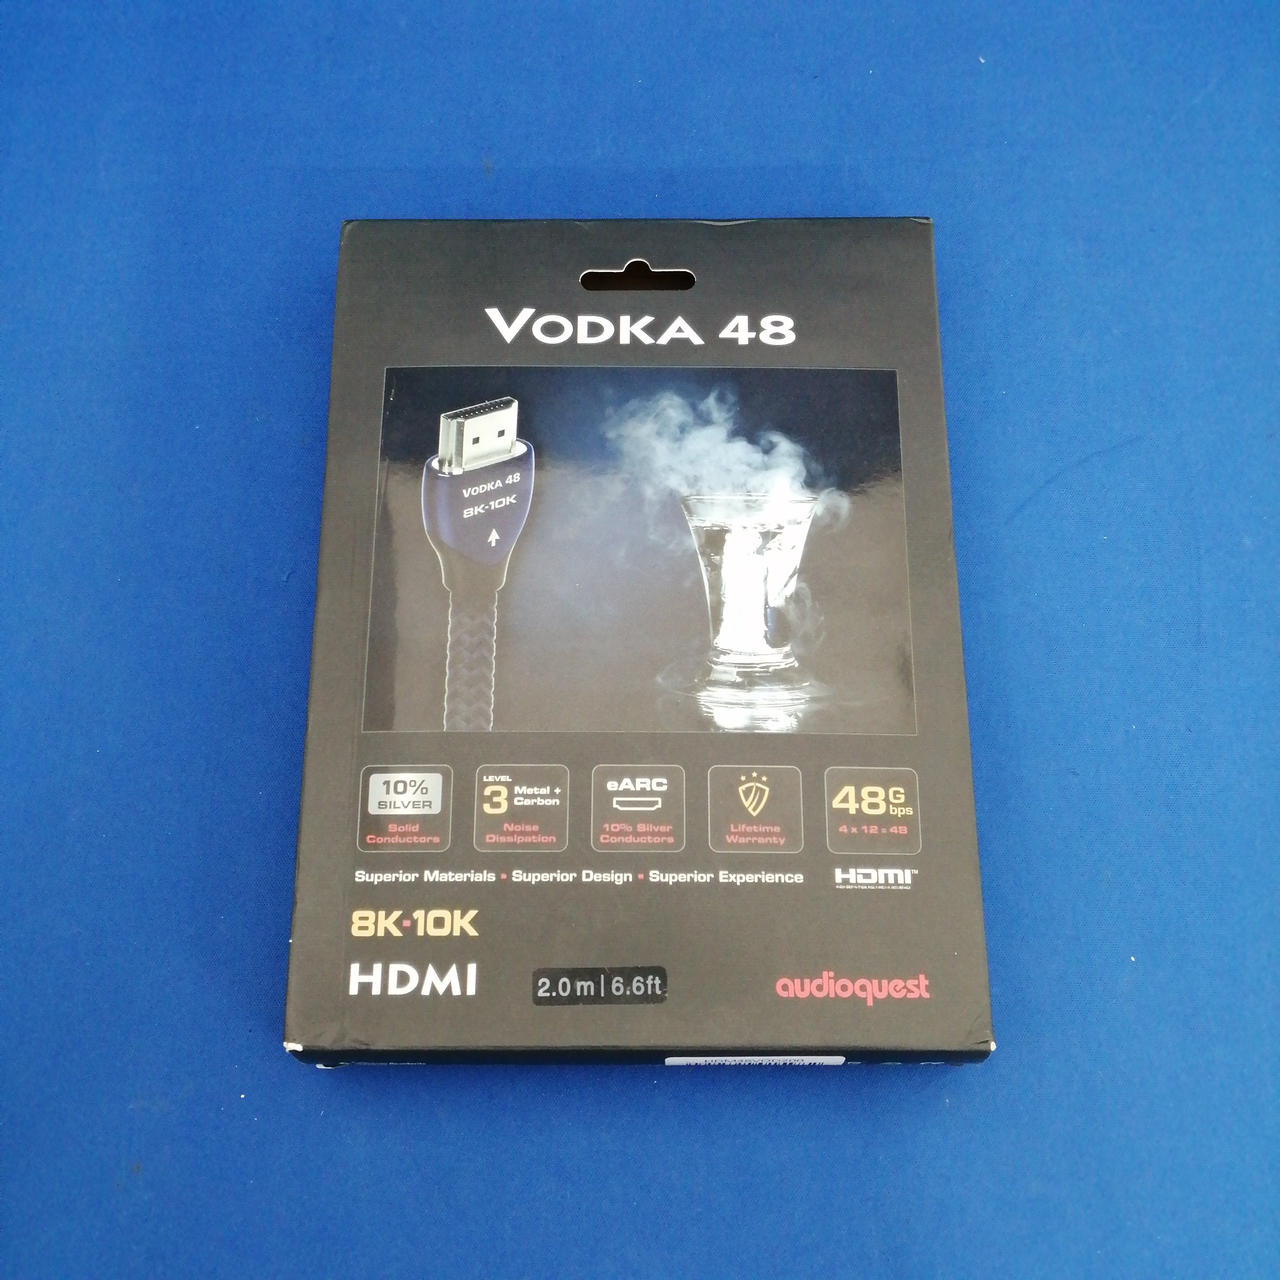 VODKA 48
VODKA 48
8K-10K
10%
SILVER
Solid
Conductors
LEVEL
3 Metal +
Carbon
Noise
Dissipation
eARC
10% Silver
Conductors
Lifetime
Warranty
48G
bps
4 x 12 = 48
Superior Materials • Superior Design • Superior Experience
HDMI™
8K•10K
HDMI
2.0 m | 6.6ft
audioquest